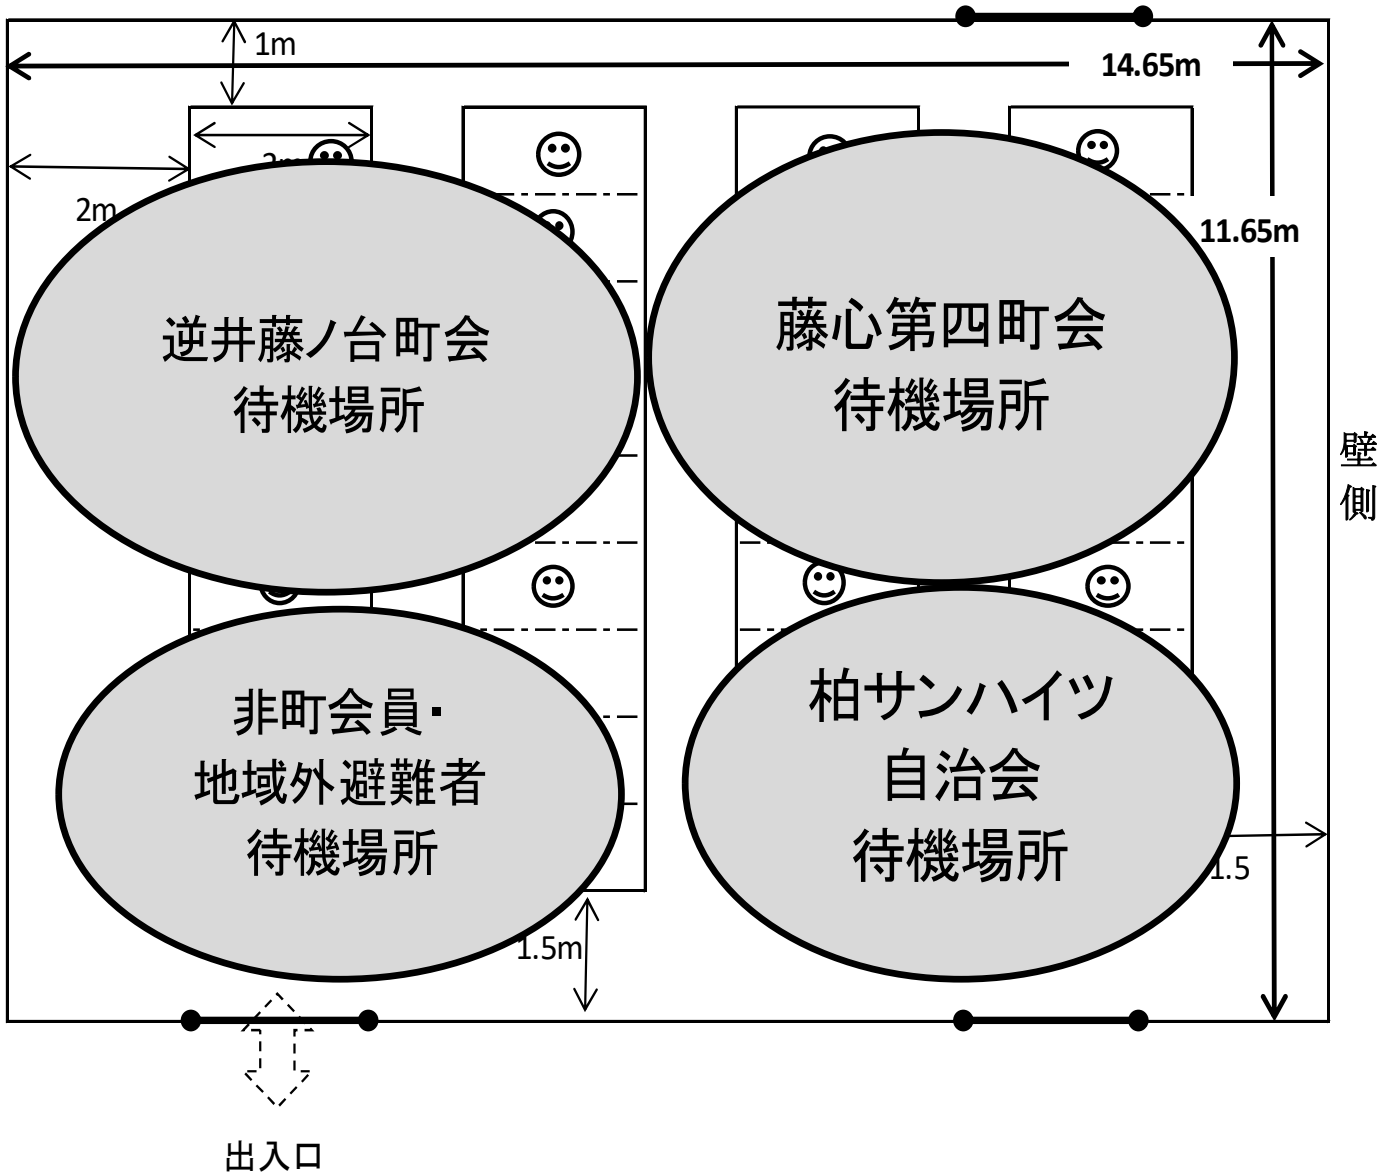 1m
14.65m
2m
11.65m
逆井藤ノ台町会
待機場所
藤心第四町会
待機場所
壁側
非町会員・
地域外避難者
待機場所
柏サンハイツ
自治会
待機場所
1.5
1.5m
出入口